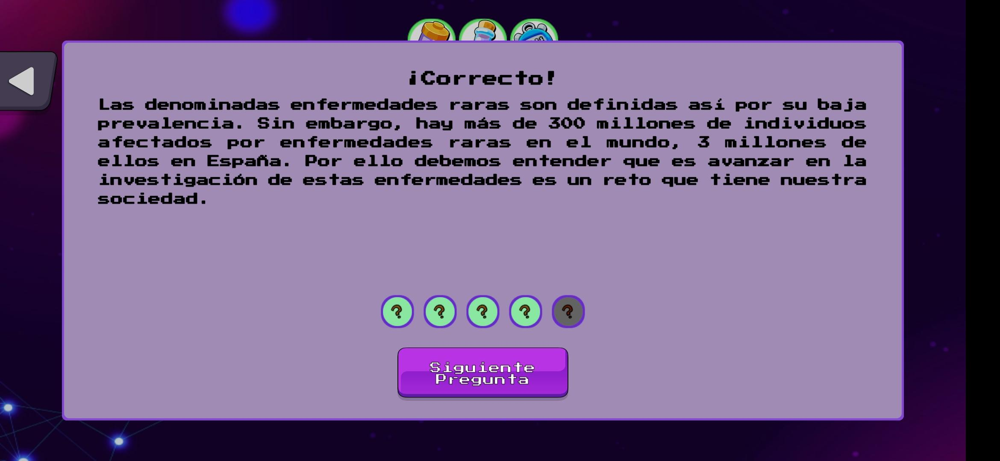 ¡Correcto!
Las denominadas enfermedades raras son definidas así por su baja
prevalencia. Sin embargo, hay más de 300 millones de individuos
afectados por enfermedades raras en el mundo, 3 millones de
ellos en España. Por ello debemos entender que es avanzar en la
investigación de estas enfermedades es un reto que tiene nuestra
sociedad.
? ? ? ? ?
Siguiente
Pregunta